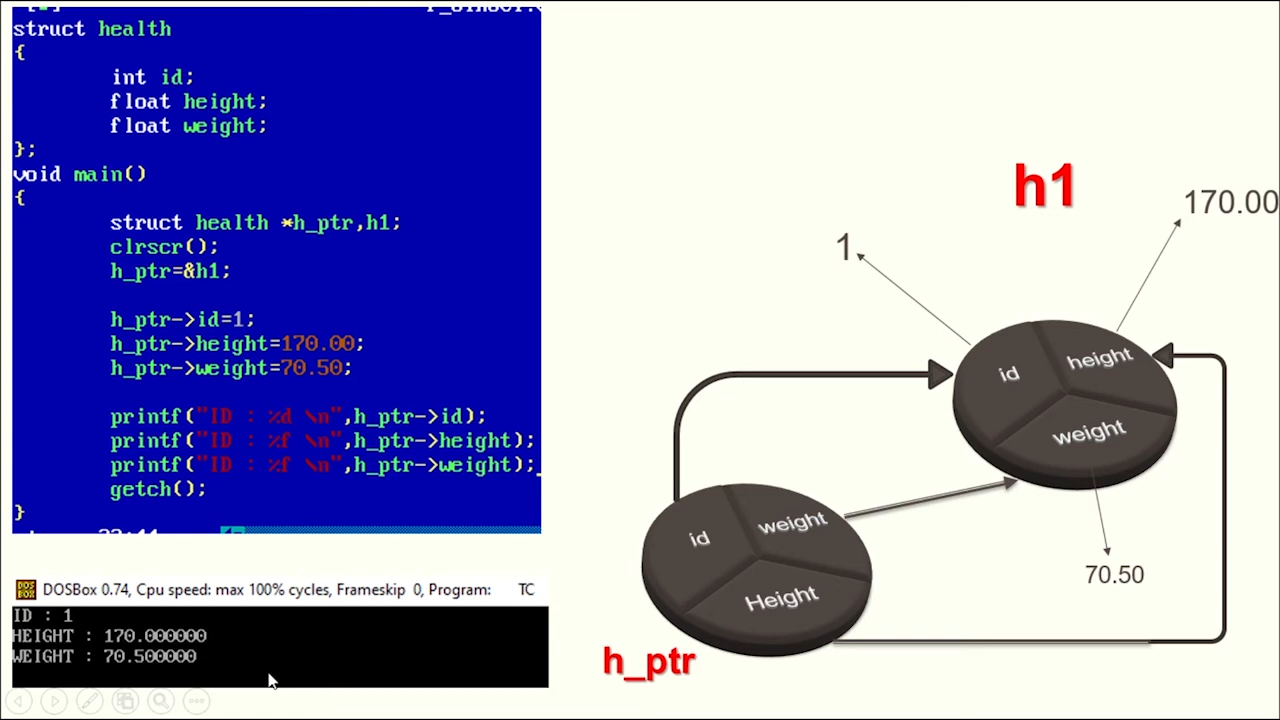 struct health
{
int id;
float height;
float weight;
};
void main()
{
struct health *h_ptr,h1;
clrscr();
h_ptr=&h1;
h_ptr->id=1;
h_ptr->height=170.00;
h_ptr->weight=70.50;
printf("ID : %d \n",h_ptr->id);
printf("ID : %f \n",h_ptr->height);
printf("ID : %f \n",h_ptr->weight);
getch();
}
DOSBox 0.74, Cpu speed: max 100% cycles, Frameskip 0, Program: TC
ID : 1
HEIGHT : 170.000000
WEIGHT : 70.500000
h1
170.00
1
id
height
weight
70.50
id
weight
Height
h_ptr